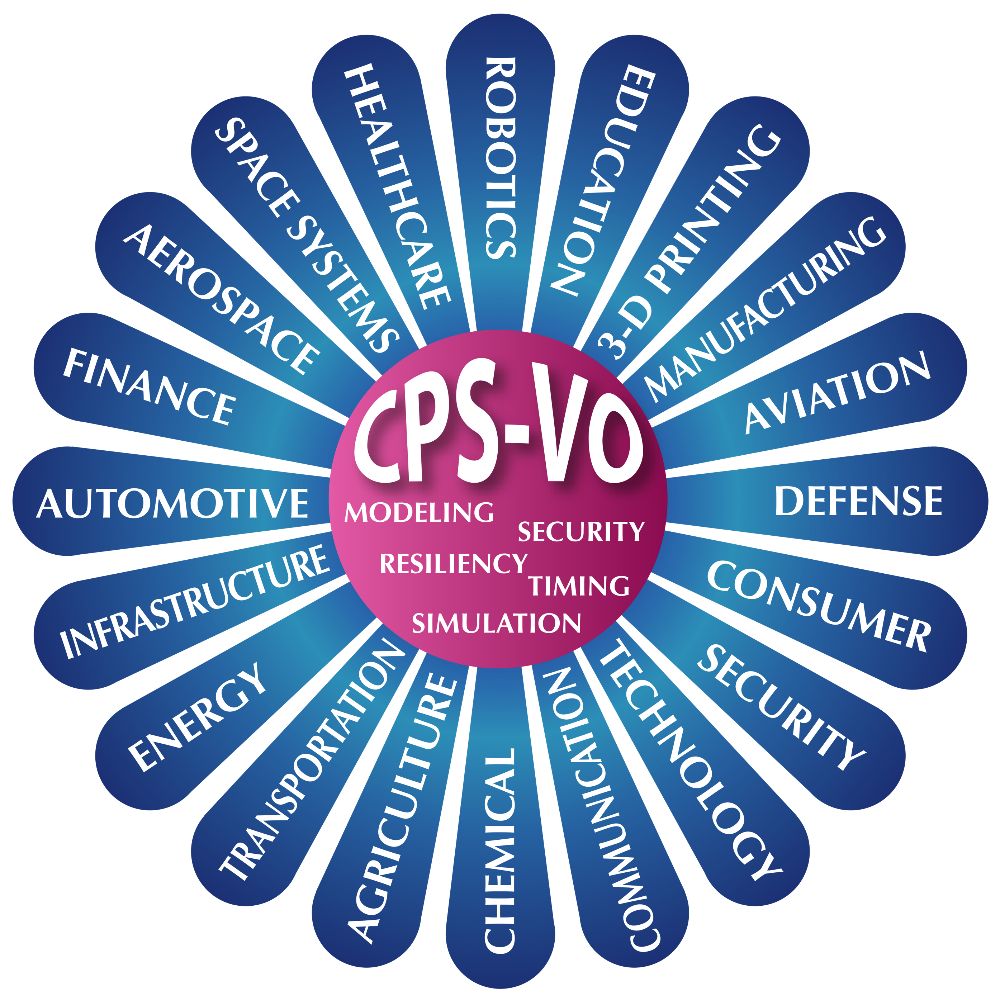 CPS-VO
MODELING
SECURITY
RESILIENCY
TIMING
SIMULATION
ROBOTICS
EDUCATION
3-D PRINTING
MANUFACTURING
AVIATION
DEFENSE
CONSUMER
SECURITY
TECHNOLOGY
COMMUNICATION
CHEMICAL
AGRICULTURE
TRANSPORTATION
ENERGY
INFRASTRUCTURE
AUTOMOTIVE
FINANCE
AEROSPACE
SPACE SYSTEMS
HEALTHCARE